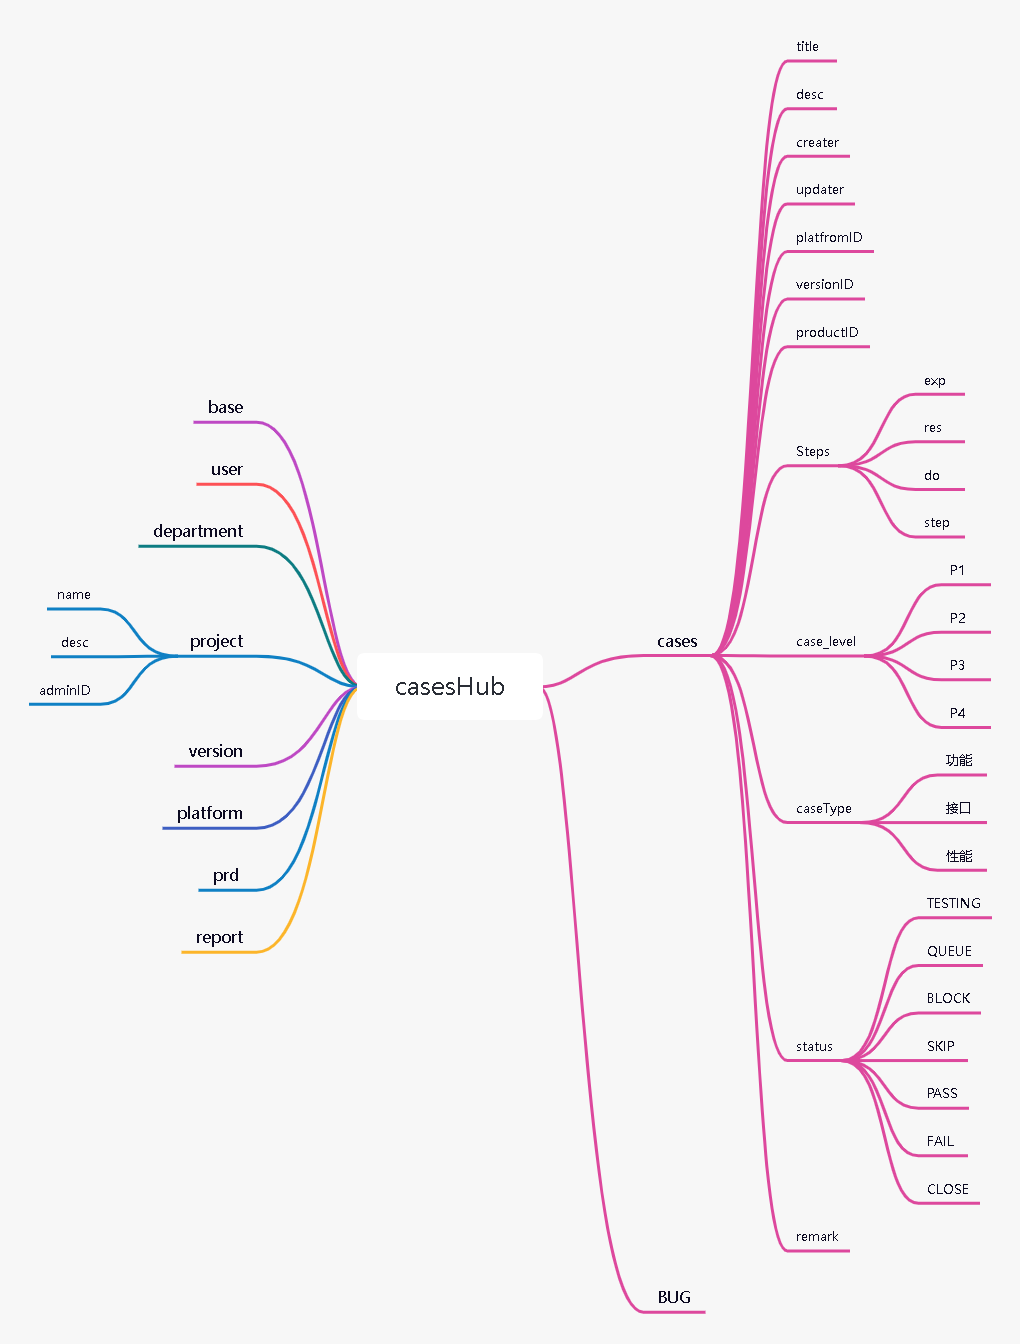 casesHub
base
user
department
project
name
desc
adminID
version
platform
prd
report
cases
title
desc
creater
updater
platfromID
versionID
productID
Steps
exp
res
do
step
case_level
P1
P2
P3
P4
caseType
功能
接口
性能
status
TESTING
QUEUE
BLOCK
SKIP
PASS
FAIL
CLOSE
remark
BUG